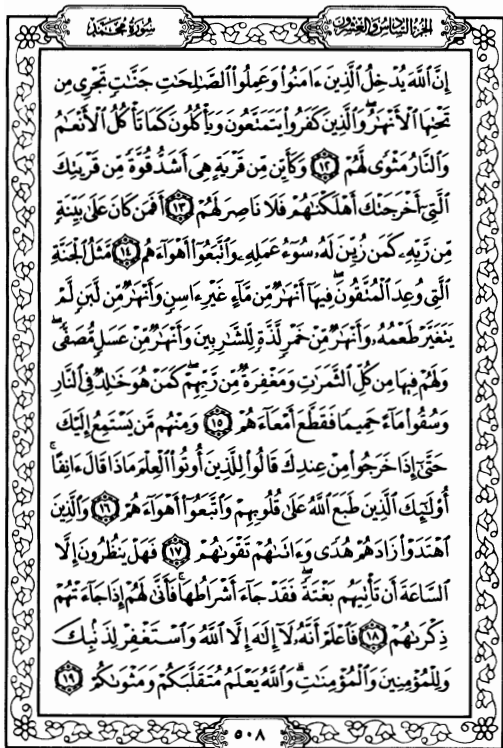 سُورَةُ مُحَمَّدٍ
الجزء السادس والعشرون
إِنَّ ٱللَّهَ يُدْخِلُ ٱلَّذِينَ ءَامَنُوا۟ وَعَمِلُوا۟ ٱلصَّـٰلِحَـٰتِ جَنَّـٰتٍ تَجْرِى مِن
تَحْتِهَا ٱلْأَنْهَـٰرُ ۖ وَٱلَّذِينَ كَفَرُوا۟ يَتَمَتَّعُونَ وَيَأْكُلُونَ كَمَا تَأْكُلُ ٱلْأَنْعَـٰمُ
وَٱلنَّارُ مَثْوًى لَّهُمْ ١٢ وَكَأَيِّن مِّن قَرْيَةٍ هِىَ أَشَدُّ قُوَّةً مِّن قَرْيَتِكَ
ٱلَّتِىٓ أَخْرَجَتْكَ أَهْلَكْنَـٰهُمْ فَلَا نَاصِرَ لَهُمْ ١٣ أَفَمَن كَانَ عَلَىٰ بَيِّنَةٍ
مِّن رَّبِّهِۦ كَمَن زُيِّنَ لَهُۥ سُوٓءُ عَمَلِهِۦ وَٱتَّبَعُوٓا۟ أَهْوَآءَهُم ١٤ مَّثَلُ ٱلْجَنَّةِ
ٱلَّتِى وُعِدَ ٱلْمُتَّقُونَ ۖ فِيهَآ أَنْهَـٰرٌ مِّن مَّآءٍ غَيْرِ ءَاسِنٍ وَأَنْهَـٰرٌ مِّن لَّبَنٍ لَّمْ
يَتَغَيَّرْ طَعْمُهُۥ وَأَنْهَـٰرٌ مِّنْ خَمْرٍ لَّذَّةٍ لِّلشَّـٰرِبِينَ وَأَنْهَـٰرٌ مِّنْ عَسَلٍ مُّصَفًّى ۖ
وَلَهُمْ فِيهَا مِن كُلِّ ٱلثَّمَرَٰتِ وَمَغْفِرَةٌ مِّن رَّبِّهِمْ ۖ كَمَنْ هُوَ خَـٰلِدٌ فِى ٱلنَّارِ
وَسُقُوا۟ مَآءً حَمِيمًا فَقَطَّعَ أَمْعَآءَهُمْ ١٥ وَمِنْهُم مَّن يَسْتَمِعُ إِلَيْكَ
حَتَّىٰٓ إِذَا خَرَجُوا۟ مِنْ عِندِكَ قَالُوا۟ لِلَّذِينَ أُوتُوا۟ ٱلْعِلْمَ مَاذَا قَالَ ءَانِفًا ۚ
أُو۟لَـٰٓئِكَ ٱلَّذِينَ طَبَعَ ٱللَّهُ عَلَىٰ قُلُوبِهِمْ وَٱتَّبَعُوٓا۟ أَهْوَآءَهُمْ ١٦ وَٱلَّذِينَ
ٱهْتَدَوْا۟ زَادَهُمْ هُدًى وَءَاتَىٰهُمْ تَقْوَىٰهُمْ ١٧ فَهَلْ يَنظُرُونَ إِلَّا
ٱلسَّاعَةَ أَن تَأْتِيَهُم بَغْتَةً ۖ فَقَدْ جَآءَ أَشْرَاطُهَا ۚ فَأَنَّىٰ لَهُمْ إِذَا جَآءَتْهُمْ
ذِكْرَىٰهُمْ ١٨ فَٱعْلَمْ أَنَّهُۥ لَآ إِلَـٰهَ إِلَّا ٱللَّهُ وَٱسْتَغْفِرْ لِذَنۢبِكَ
وَلِلْمُؤْمِنِينَ وَٱلْمُؤْمِنَـٰتِ ۗ وَٱللَّهُ يَعْلَمُ مُتَقَلَّبَكُمْ وَمَثْوَىٰكُمْ ١٩
٥٠٨